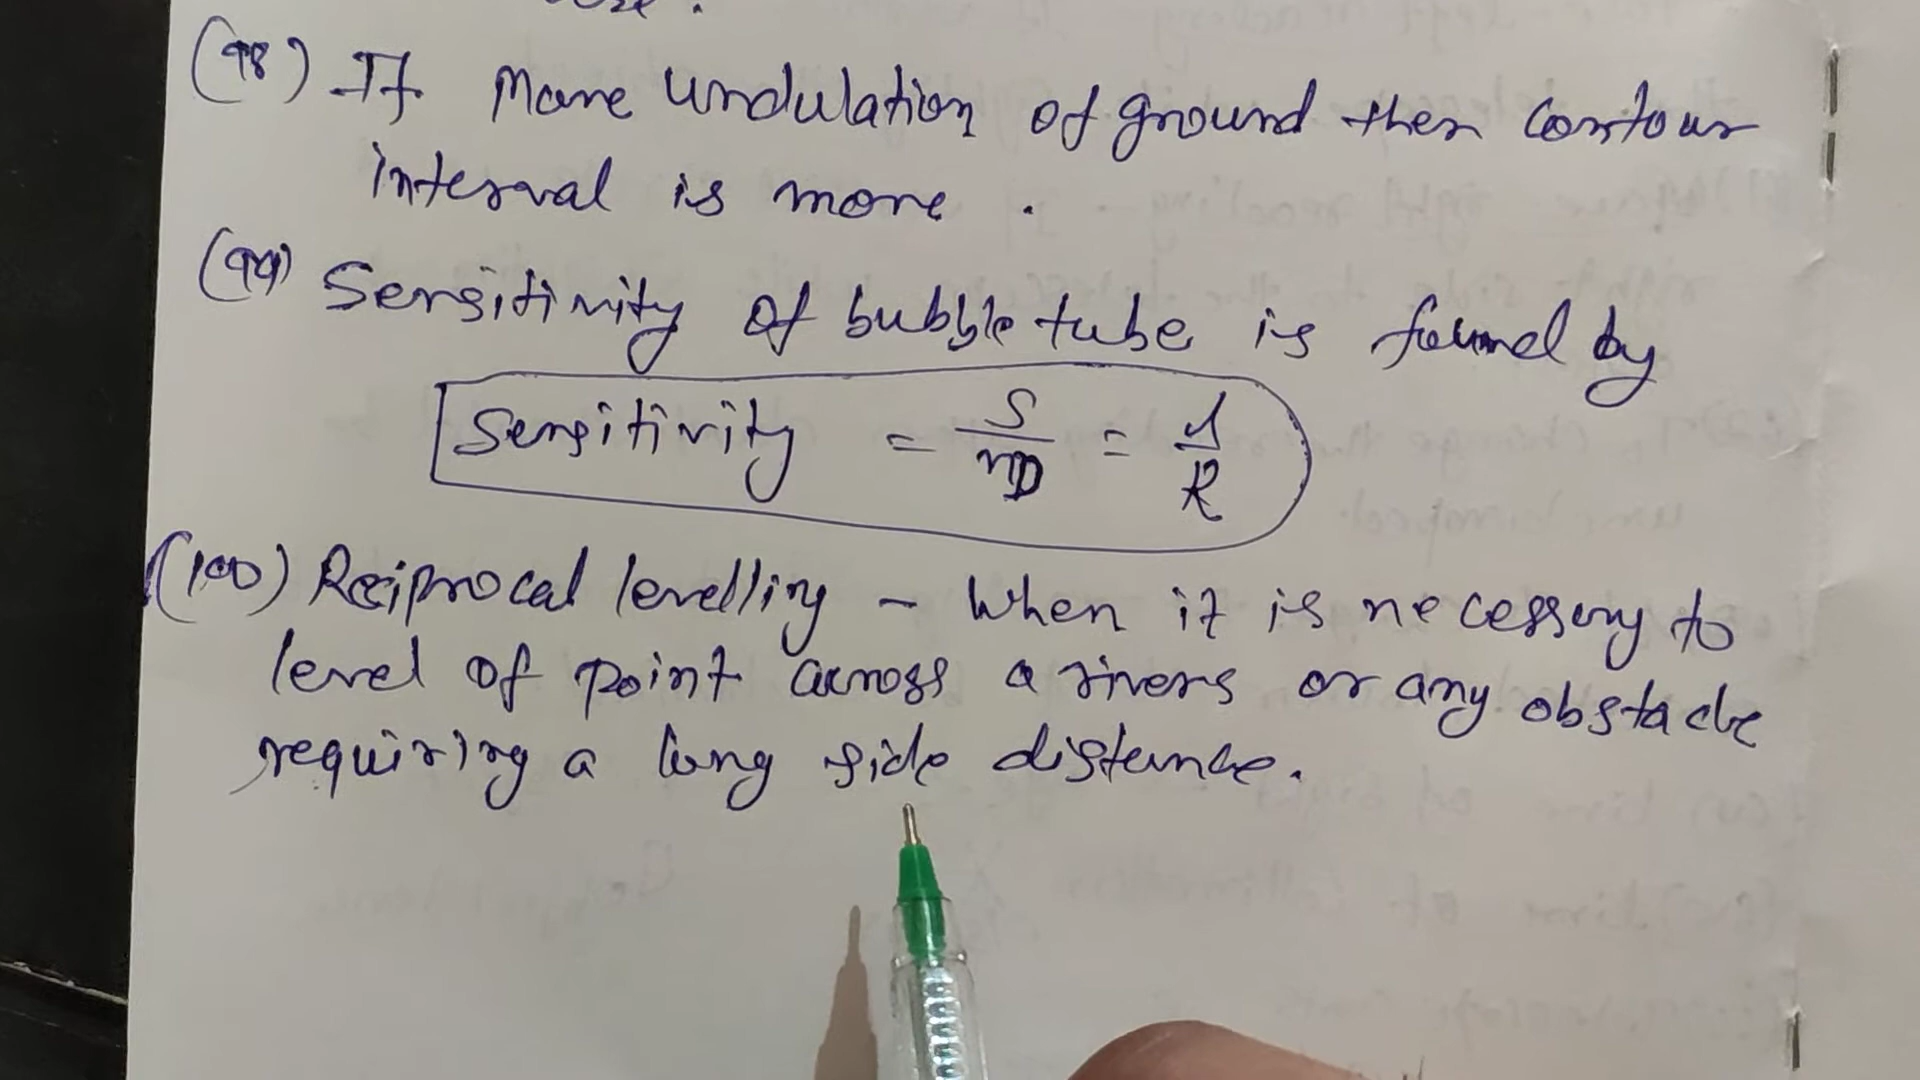 (98) If more undulation of ground then contour
interval is more.
(99) Sensitivity of bubble tube is found by
Sensitivity = S/nD = d/R
(100) Reciprocal levelling – When it is necessary to
level of point across a rivers or any obstacle
requiring a long side distance.